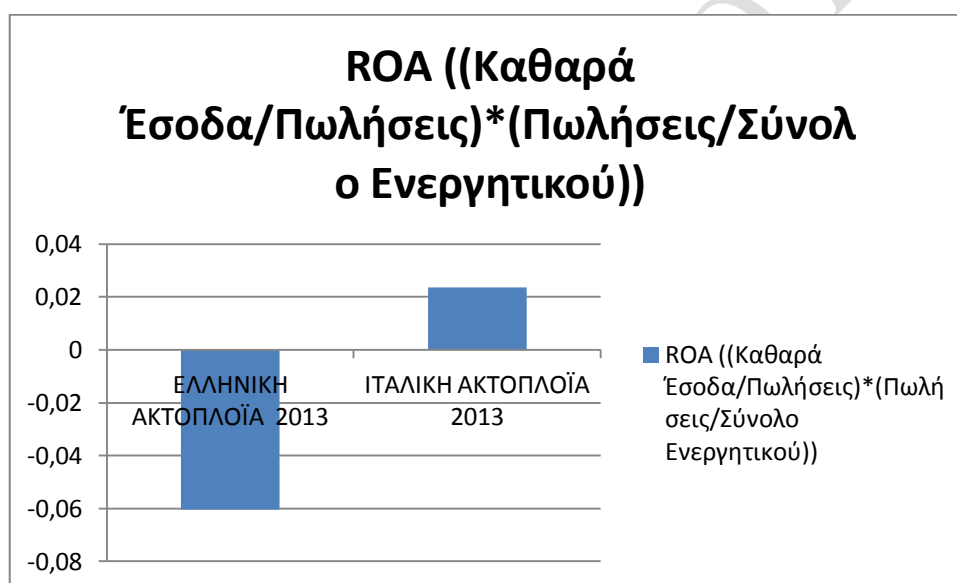 ROA ((Καθαρά
Έσοδα/Πωλήσεις)*(Πωλήσεις/Σύνολ
ο Ενεργητικού))
0,04
0,02
0
-0,02
-0,04
-0,06
-0,08
ΕΛΛΗΝΙΚΗ
ΑΚΤΟΠΛΟΪΑ 2013
ΙΤΑΛΙΚΗ ΑΚΤΟΠΛΟΪΑ
2013
ROA ((Καθαρά
Έσοδα/Πωλήσεις)*(Πωλή
σεις/Σύνολο
Ενεργητικού))